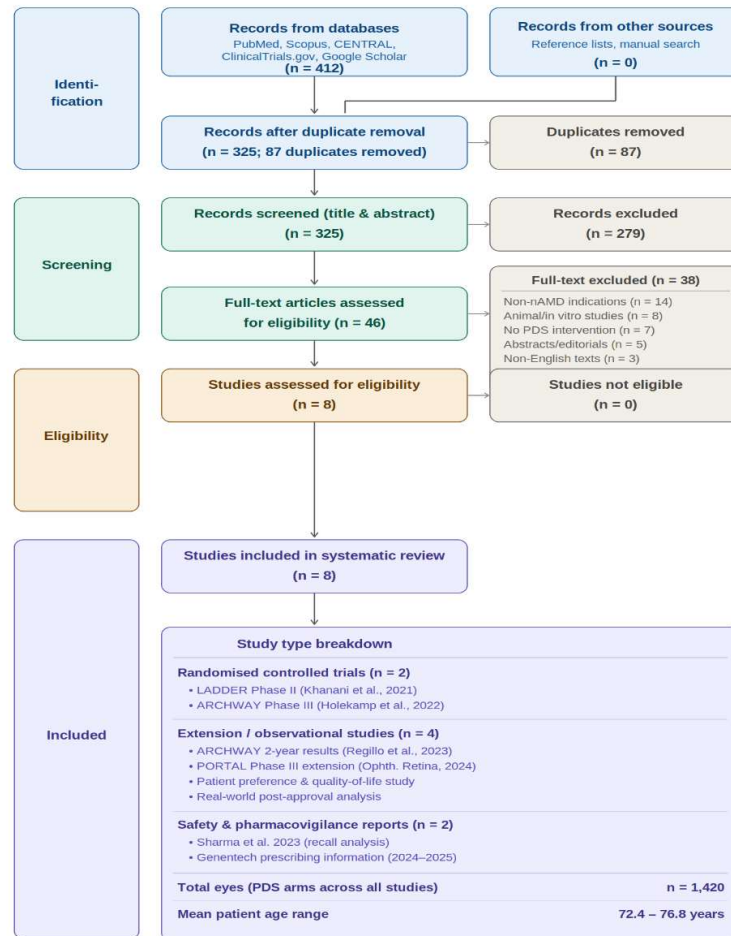 Records from databases
PubMed, Scopus, CENTRAL,
ClinicalTrials.gov, Google Scholar
(n = 412)
Records from other sources
Reference lists, manual search
(n = 0)
Identi-
fication
Records after duplicate removal
(n = 325; 87 duplicates removed)
Duplicates removed
(n = 87)
Records screened (title & abstract)
(n = 325)
Records excluded
(n = 279)
Screening
Full-text articles assessed
for eligibility (n = 46)
Full-text excluded (n = 38)
Non-nAMD indications (n = 14)
Animal/in vitro studies (n = 8)
No PDS intervention (n = 7)
Abstracts/editorials (n = 5)
Non-English texts (n = 3)
Studies assessed for eligibility
(n = 8)
Studies not eligible
(n = 0)
Eligibility
Studies included in systematic review
(n = 8)
Included
Study type breakdown
Randomised controlled trials (n = 2)
• LADDER Phase II (Khanani et al., 2021)
• ARCHWAY Phase III (Holekamp et al., 2022)
Extension / observational studies (n = 4)
• ARCHWAY 2-year results (Regillo et al., 2023)
• PORTAL Phase III extension (Ophth. Retina, 2024)
• Patient preference & quality-of-life study
• Real-world post-approval analysis
Safety & pharmacovigilance reports (n = 2)
• Sharma et al. 2023 (recall analysis)
• Genentech prescribing information (2024–2025)
Total eyes (PDS arms across all studies) n = 1,420
Mean patient age range 72.4 – 76.8 years